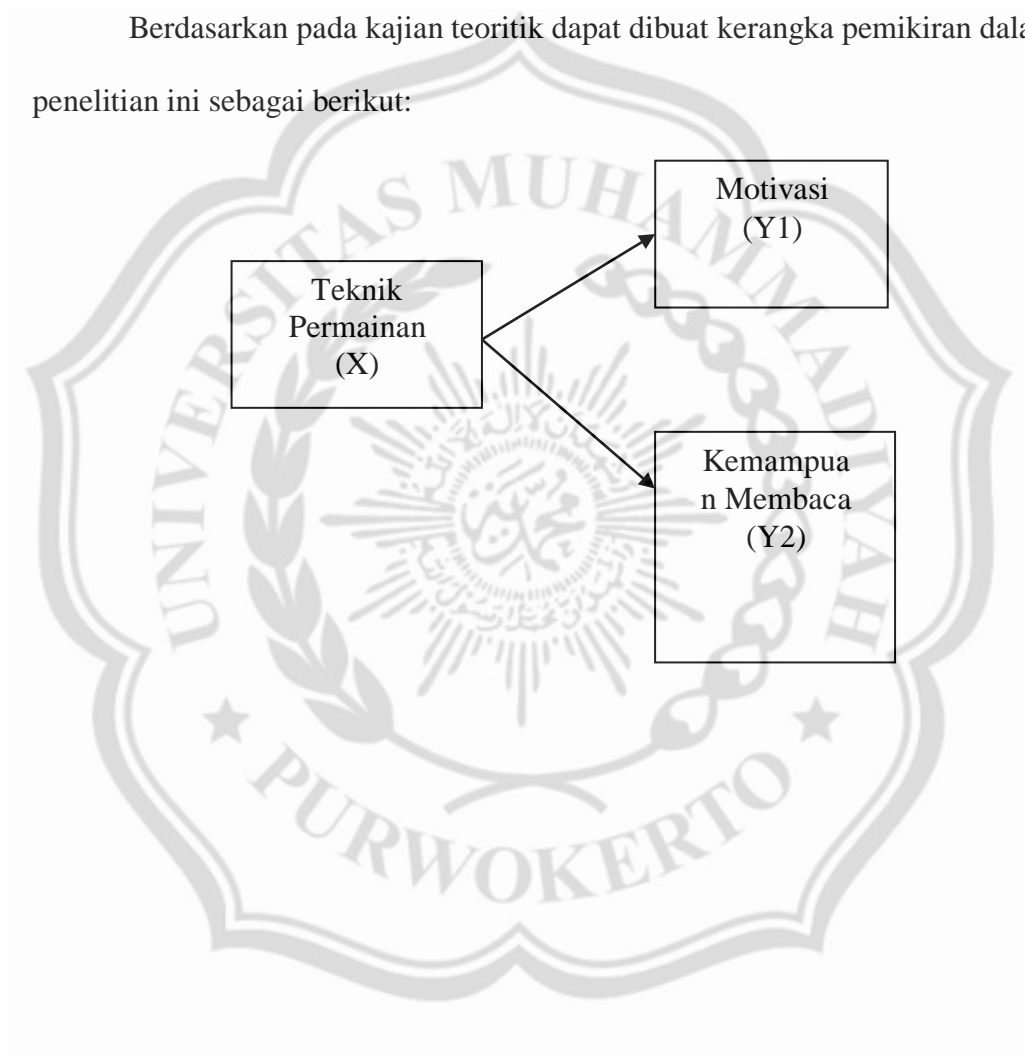 Berdasarkan pada kajian teoritik dapat dibuat kerangka pemikiran dala
penelitian ini sebagai berikut:
Motivasi
(Y1)
Teknik
Permainan
(X)
Kemampua
n Membaca
(Y2)
UNIVERSITAS MUHAMMADIYAH
PURWOKERTO